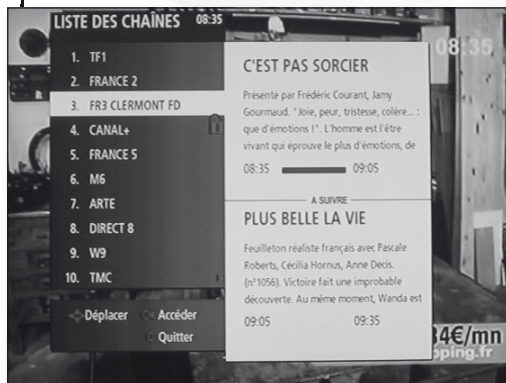 LISTE DES CHAÎNES 08:35
08:35
1. TF1
2. FRANCE 2
3. FR3 CLERMONT FD
4. CANAL+
5. FRANCE 5
6. M6
7. ARTE
8. DIRECT 8
9. W9
10. TMC
Déplacer Accéder
Quitter
C'EST PAS SORCIER
Présenté par Frédéric Courant, Jamy
Gourmaud. "Joie, peur, tristesse, colère... :
que d'émotions !". L'homme est l'être
vivant qui éprouve le plus d'émotions, de
08:35 09:05
A SUIVRE
PLUS BELLE LA VIE
Feuilleton réaliste français avec Pascale
Roberts, Cécilia Hornus, Anne Decis.
(n°1056). Victoire fait une improbable
découverte. Au même moment, Wanda est
09:05 09:35
34€/mn
pping.fr